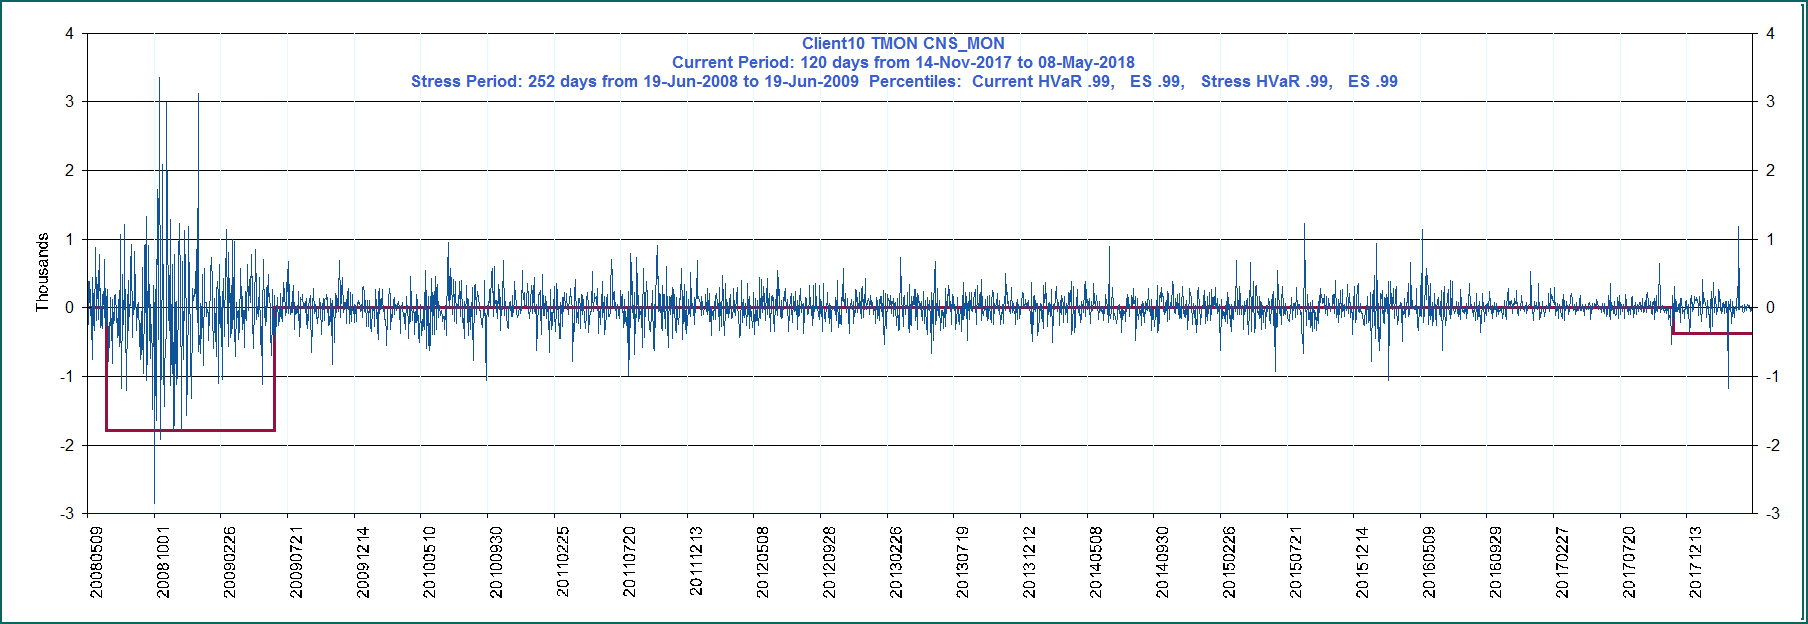 Client10 TMON CNS_MON
Current Period: 120 days from 14-Nov-2017 to 08-May-2018
Stress Period: 252 days from 19-Jun-2008 to 19-Jun-2009  Percentiles:  Current HVaR .99,   ES .99,   Stress HVaR .99,   ES .99
4 4
3 3
2 2
1 1
0 0
-1 -1
-2 -2
-3 -3
Thousands
20080509 20081001 20090226 20090721 20091214 20100510 20100930 20110225 20110720 20111213 20120508 20120928 20130226 20130719 20131212 20140508 20140930 20150226 20150721 20151214 20160509 20160929 20170227 20170720 20171213